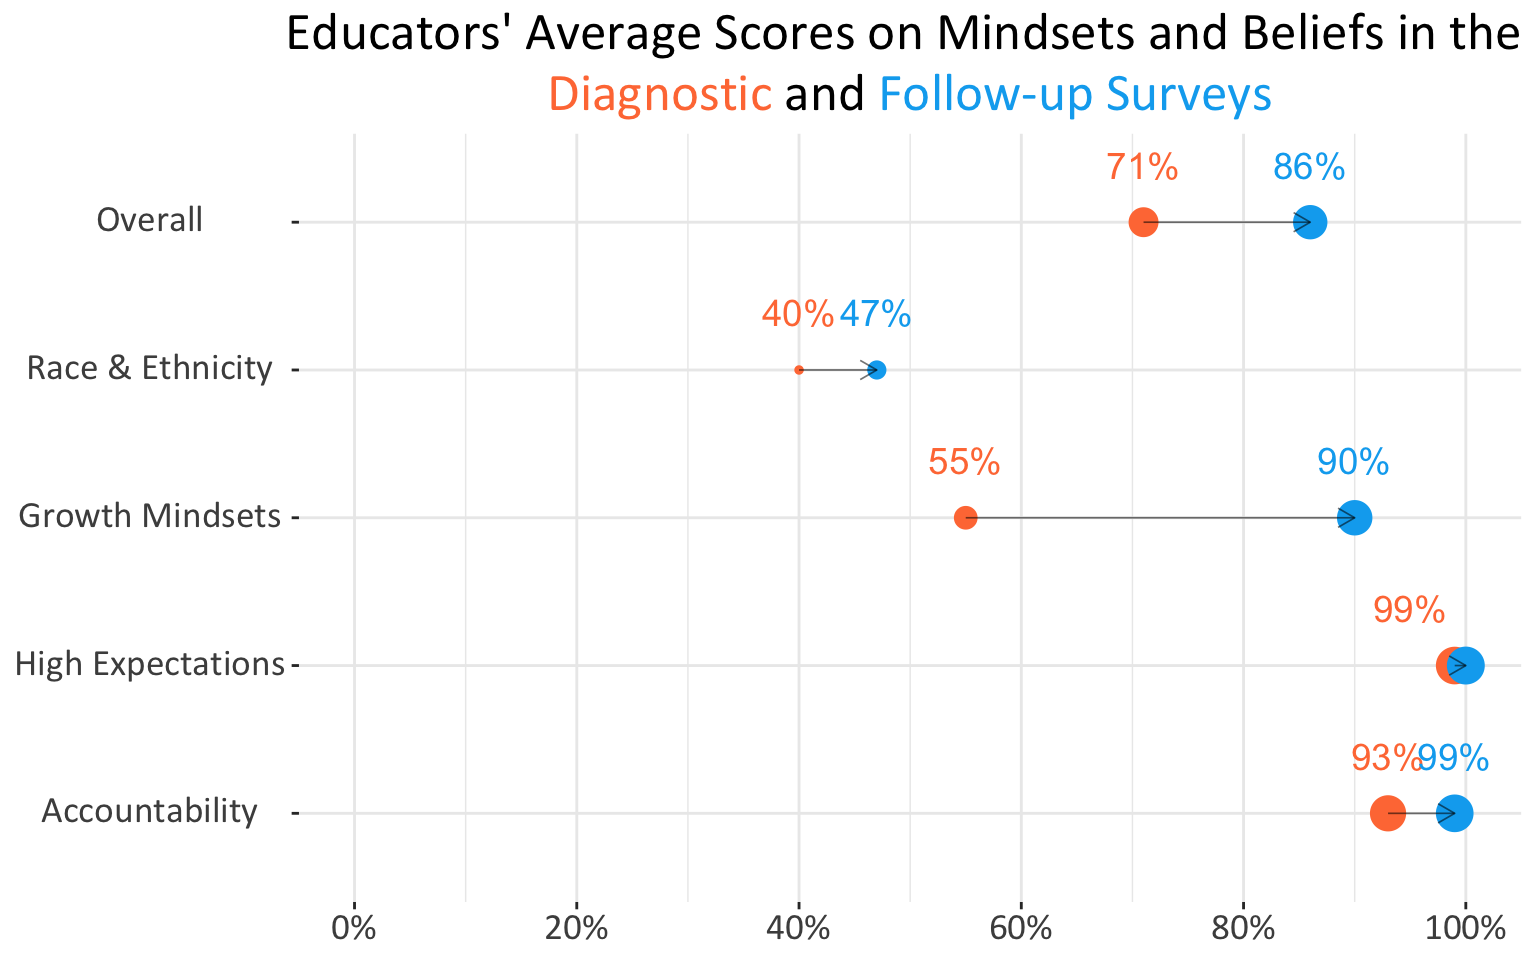 Educators' Average Scores on Mindsets and Beliefs in the
Diagnostic and Follow-up Surveys
71% 86%
Overall
40% 47%
Race & Ethnicity
55% 90%
Growth Mindsets
99%
High Expectations
93% 99%
Accountability
0% 20% 40% 60% 80% 100%